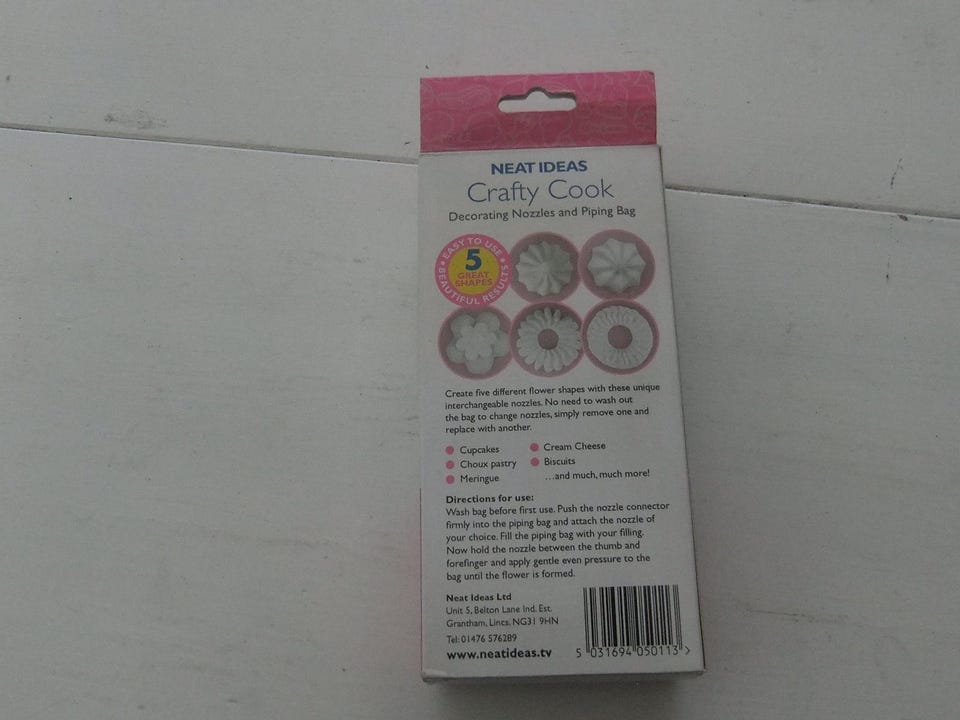 NEAT IDEAS
Crafty Cook
Decorating Nozzles and Piping Bag
EASY TO USE
5
GREAT
SHAPES
BEAUTIFUL RESULTS
Create five different flower shapes with these unique
interchangeable nozzles. No need to wash out
the bag to change nozzles, simply remove one and
replace with another.
Cupcakes
Choux pastry
Meringue
Cream Cheese
Biscuits
...and much, much more!
Directions for use:
Wash bag before first use. Push the nozzle connector
firmly into the piping bag and attach the nozzle of
your choice. Fill the piping bag with your filling.
Now hold the nozzle between the thumb and
forefinger and apply gentle even pressure to the
bag until the flower is formed.
Neat Ideas Ltd
Unit 5, Belton Lane Ind. Est.
Grantham, Lincs. NG31 9HN
Tel: 01476 576289
www.neatideas.tv
5 031694 050113 >